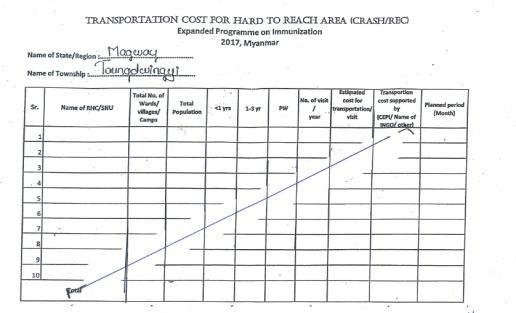 TRANSPORTATION COST FOR HARD TO REACH AREA (CRASH/REC)
Expanded Programme on Immunization
2017, Myanmar
Name of State/Region : Magway
Name of Township : Taungdwingyi
Sr. Name of RHC/SNU Total No. of Wards/ villages/ Camps Total Population <1 yrs 1-3 yr PW No. of visit / year Estimated cost for transportation/ visit Transportion cost supported by (CEPI/ Name of INGO/ other) Planned period (Month)
1
2
3
4
5
6
7
8
9
10
Total